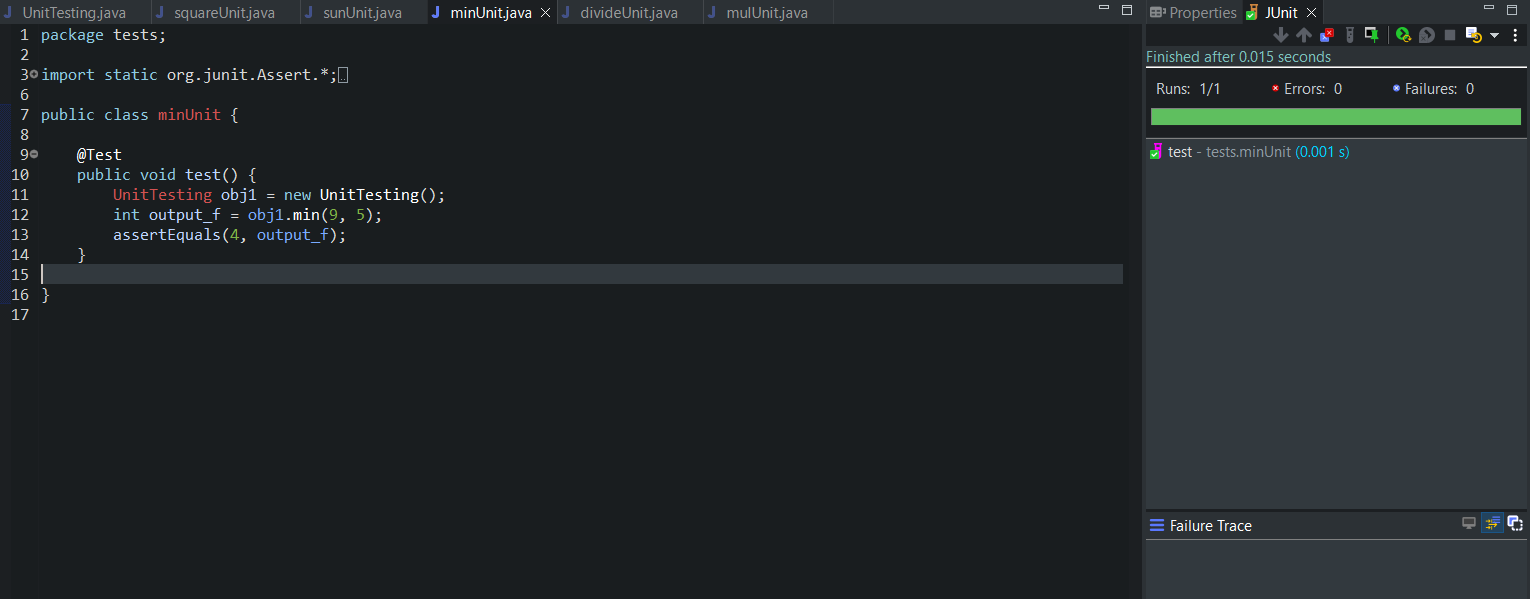 UnitTesting.java squareUnit.java sunUnit.java minUnit.java divideUnit.java mulUnit.java
1 package tests;
2
3 import static org.junit.Assert.*;
6
7 public class minUnit {
8
9 @Test
10 public void test() {
11 UnitTesting obj1 = new UnitTesting();
12 int output_f = obj1.min(9, 5);
13 assertEquals(4, output_f);
14 }
15
16 }
17
Properties JUnit
Finished after 0.015 seconds
Runs: 1/1 Errors: 0 Failures: 0
test - tests.minUnit (0.001 s)
Failure Trace